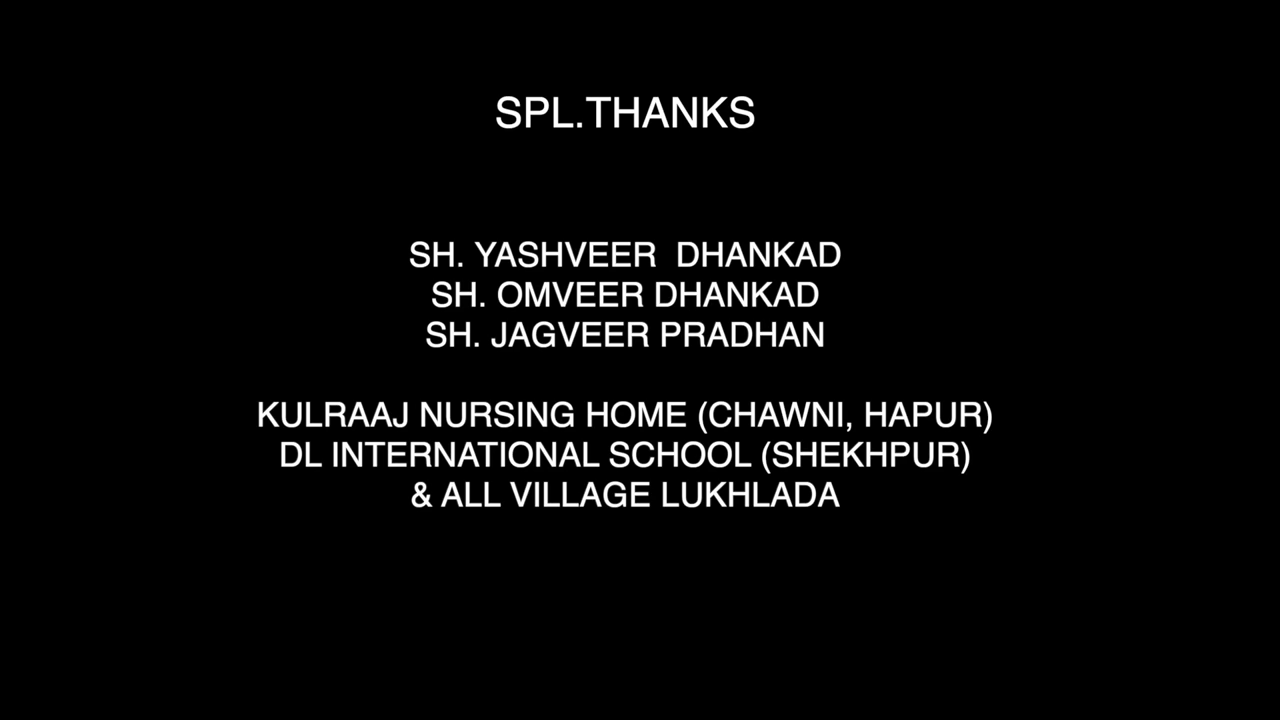 SPL.THANKS
SH. YASHVEER  DHANKAD
SH. OMVEER DHANKAD
SH. JAGVEER PRADHAN
KULRAAJ NURSING HOME (CHAWNI, HAPUR)
DL INTERNATIONAL SCHOOL (SHEKHPUR)
& ALL VILLAGE LUKHLADA